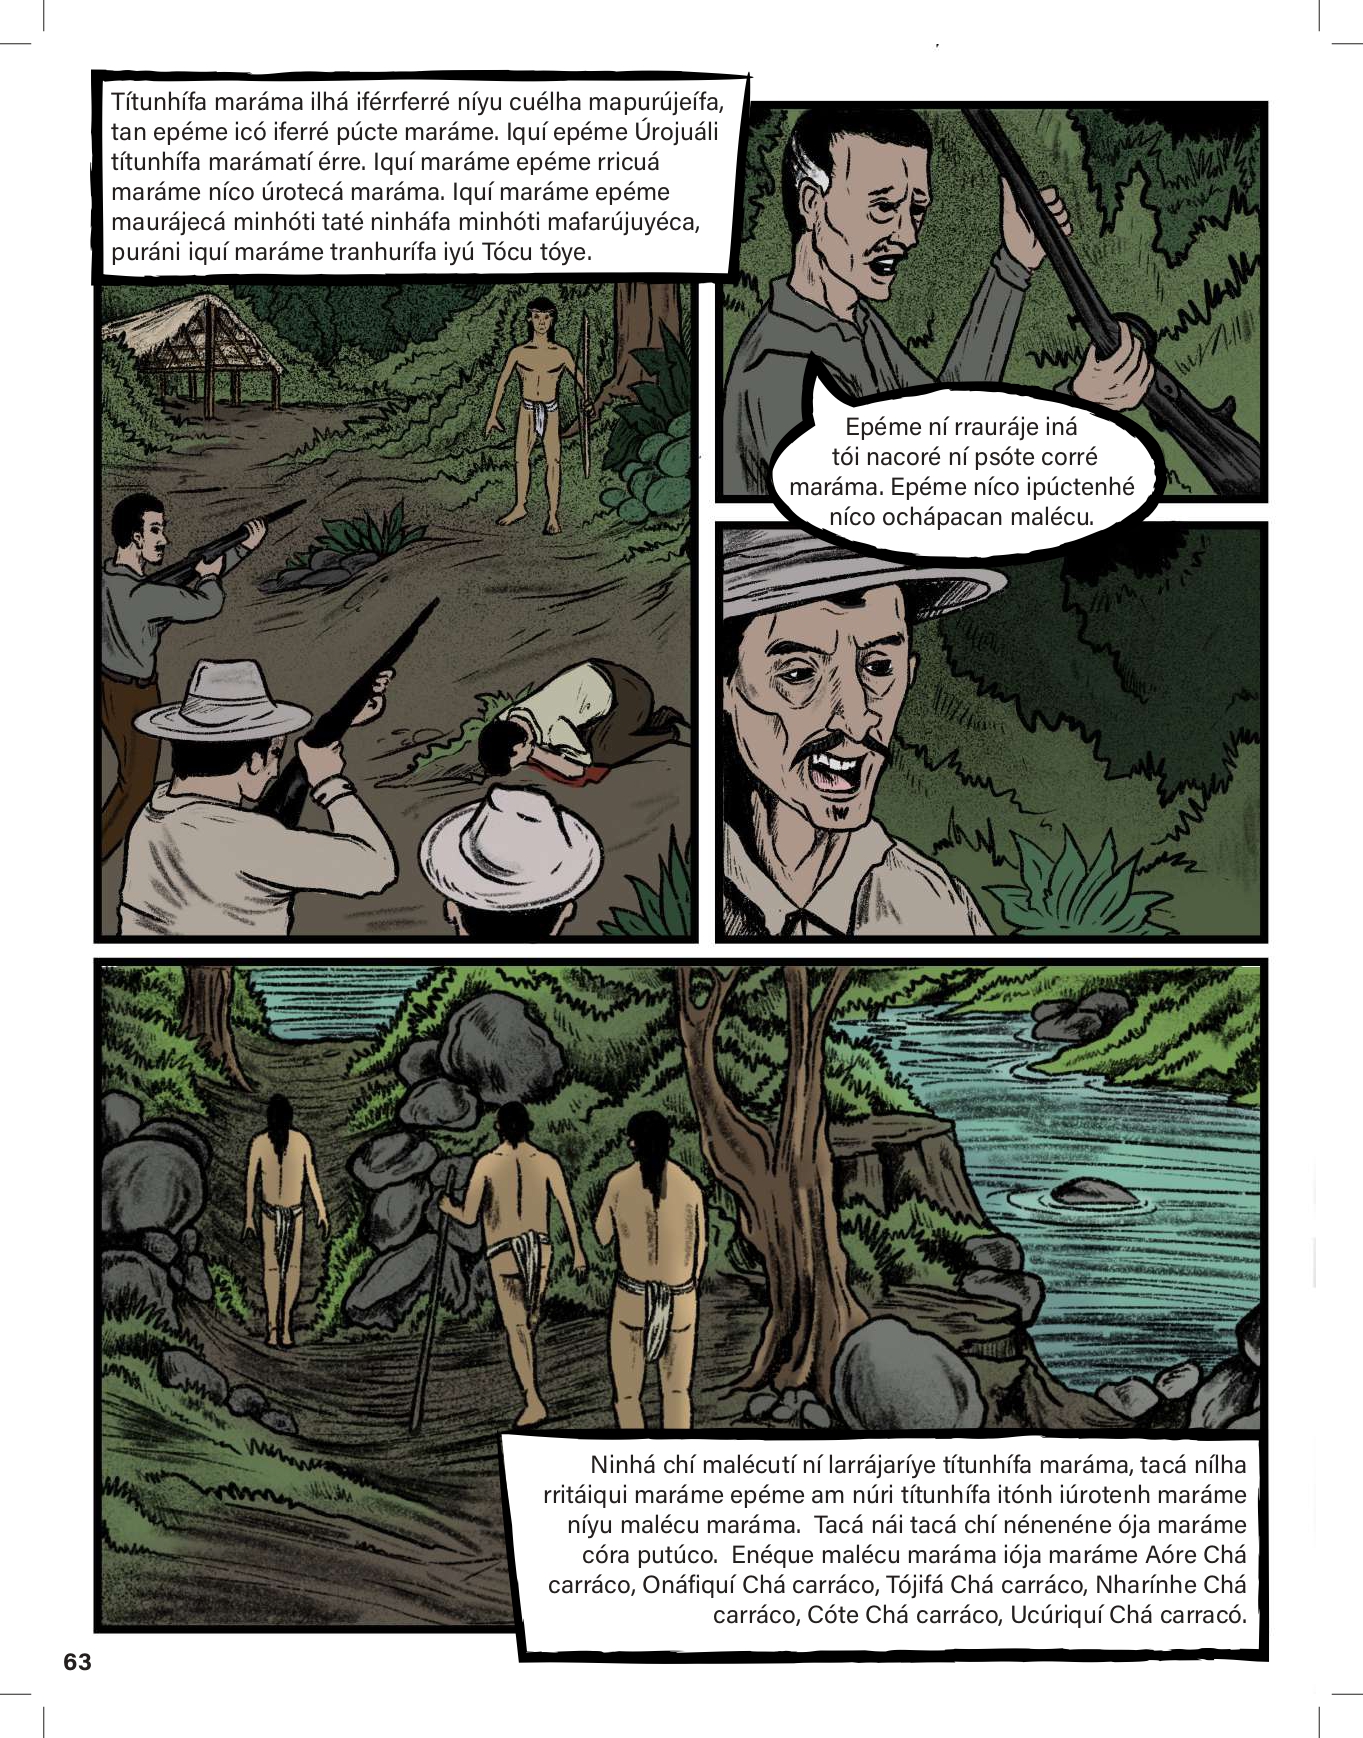 Títunhífa maráma ilhá iférrferré níyu cuélha mapurújeífa,
tan epéme icó iferré púcte maráme. Iquí epéme Úrojuáli
títunhífa marámatí érre. Iquí maráme epéme rricuá
maráme níco úrotecá maráma. Iquí maráme epéme
maurájecá minhóti taté ninháfa minhóti mafarújuyéca,
puráni iquí maráme tranhurífa iyú Tócu tóye.
Epéme ní rrauráje iná
tói nacoré ní psóte corré
maráma. Epéme níco ipúctenhé
níco ochápacan malécu.
Ninhá chí malécutí ní larrájaríye títunhífa maráma, tacá nílha
rritáiqui maráme epéme am núri títunhífa itónh iúrotenh maráme
níyu malécu maráma. Tacá nái tacá chí nénenéne ója maráme
córa putúco. Enéque malécu maráma iója maráme Aóre Chá
carráco, Onáfiquí Chá carráco, Tójifá Chá carráco, Nharínhe Chá
carráco, Cóte Chá carráco, Ucúriquí Chá carracó.
63